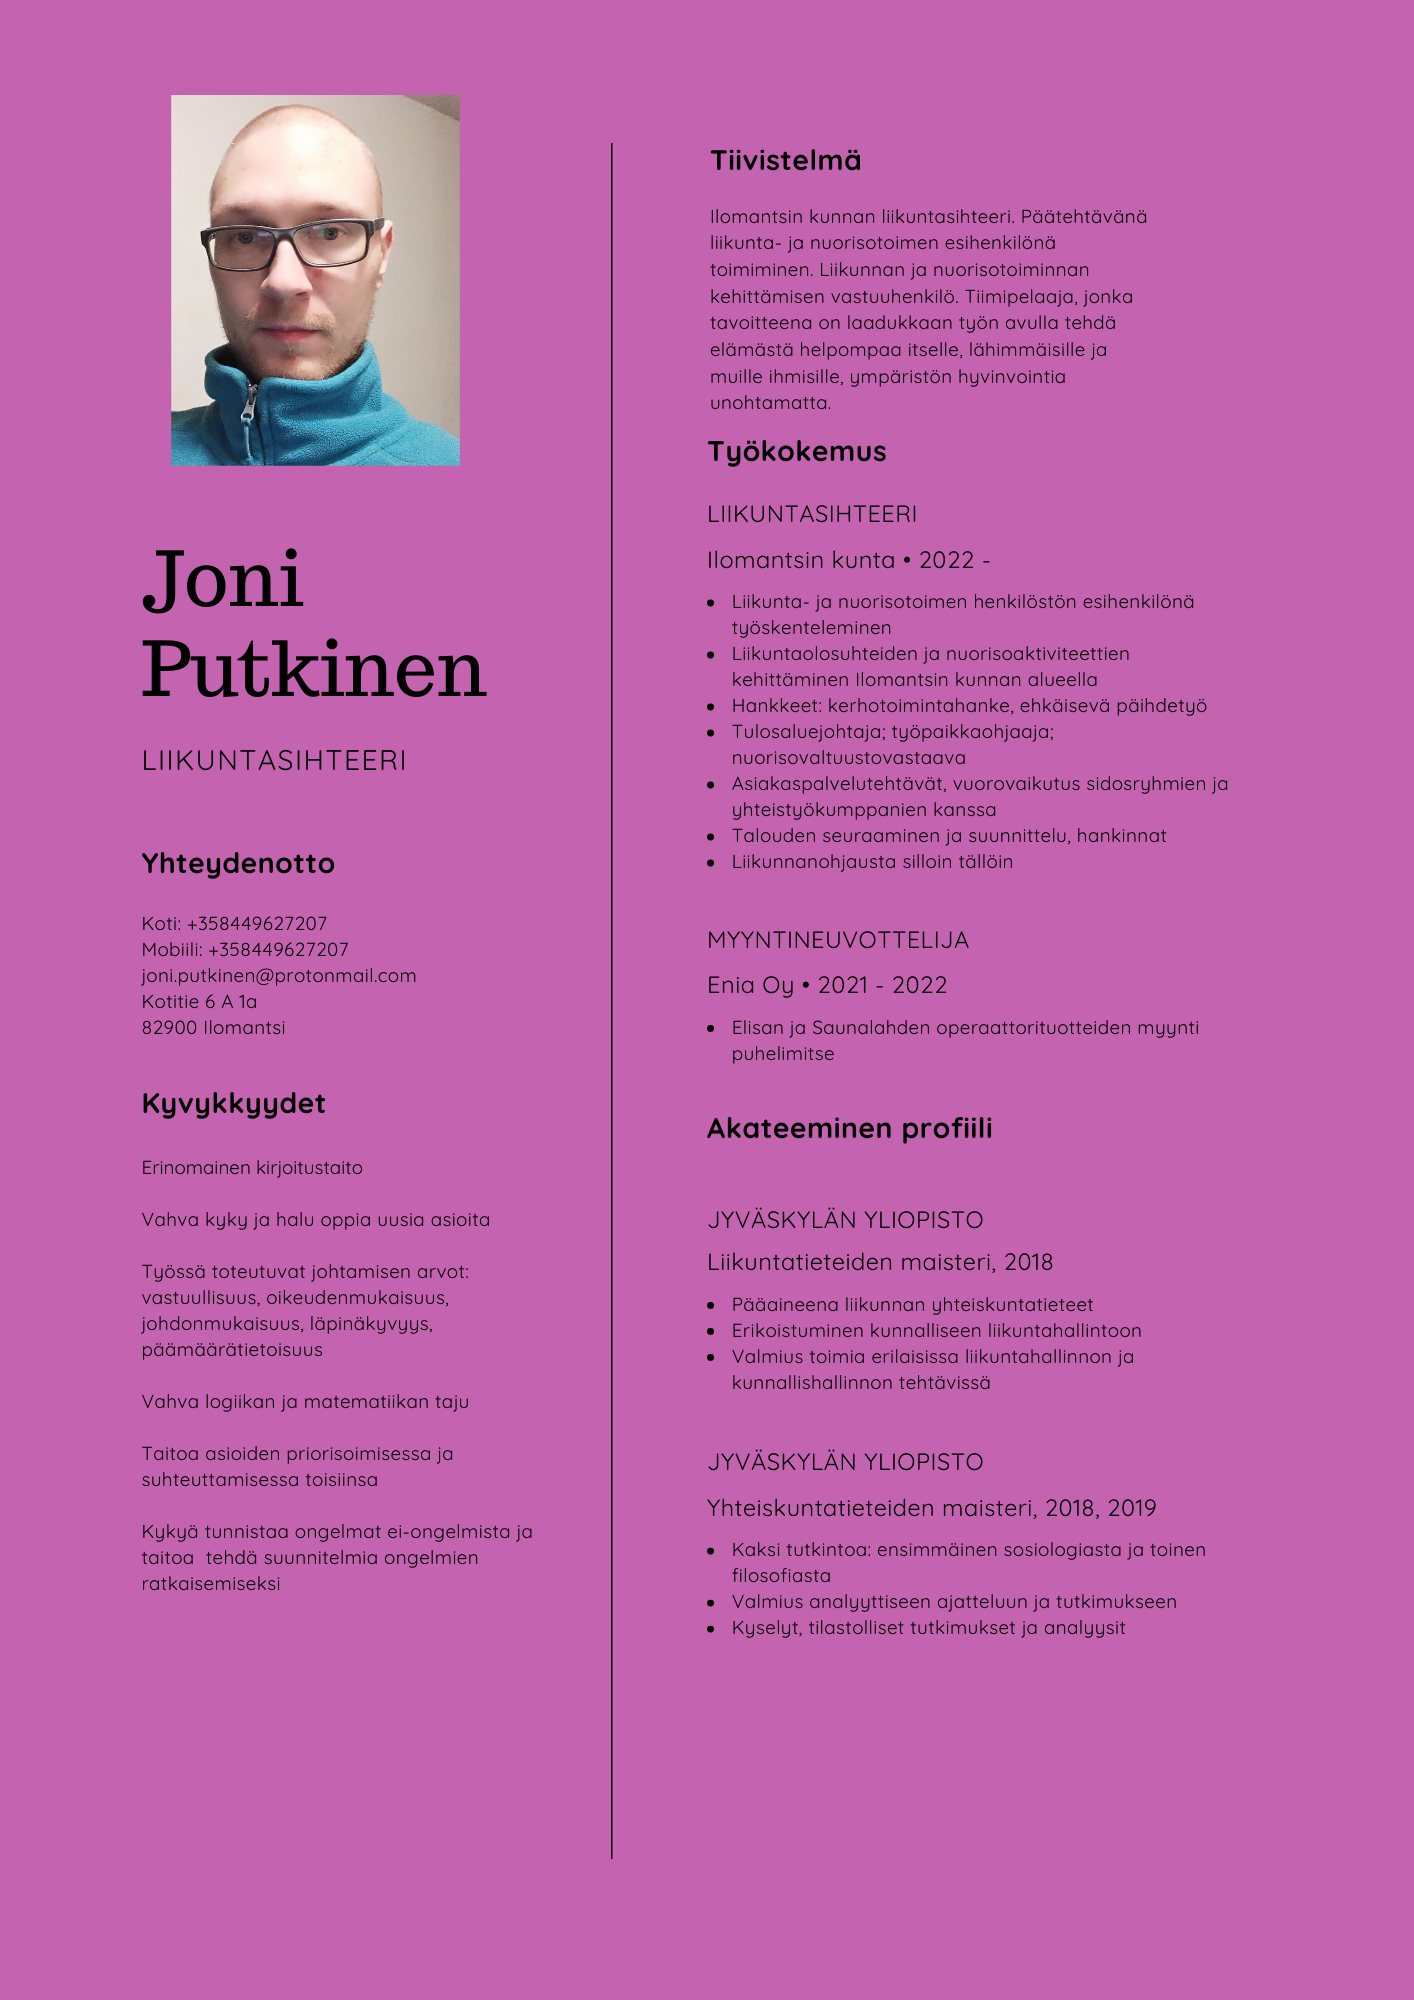 Joni
Putkinen
LIIKUNTASIHTEERI
Yhteydenotto
Koti: +358449627207
Mobiili: +358449627207
joni.putkinen@protonmail.com
Kotitie 6 A 1a
82900 Ilomantsi
Kyvykkyydet
Erinomainen kirjoitustaito
Vahva kyky ja halu oppia uusia asioita
Työssä toteutuvat johtamisen arvot:
vastuullisuus, oikeudenmukaisuus,
johdonmukaisuus, läpinäkyvyys,
päämäärätietoisuus
Vahva logiikan ja matematiikan taju
Taitoa asioiden priorisoimisessa ja
suhteuttamisessa toisiinsa
Kykyä tunnistaa ongelmat ei-ongelmista ja
taitoa  tehdä suunnitelmia ongelmien
ratkaisemiseksi
Tiivistelmä
Ilomantsin kunnan liikuntasihteeri. Päätehtävänä
liikunta- ja nuorisotoimen esihenkilönä
toimiminen. Liikunnan ja nuorisotoiminnan
kehittämisen vastuuhenkilö. Tiimipelaaja, jonka
tavoitteena on laadukkaan työn avulla tehdä
elämästä helpompaa itselle, lähimmäisille ja
muille ihmisille, ympäristön hyvinvointia
unohtamatta.
Työkokemus
LIIKUNTASIHTEERI
Ilomantsin kunta • 2022 -
• Liikunta- ja nuorisotoimen henkilöstön esihenkilönä
työskenteleminen
• Liikuntaolosuhteiden ja nuorisoaktiviteettien
kehittäminen Ilomantsin kunnan alueella
• Hankkeet: kerhotoimintahanke, ehkäisevä päihdetyö
• Tulosaluejohtaja; työpaikkaohjaaja;
nuorisovaltuustovastaava
• Asiakaspalvelutehtävät, vuorovaikutus sidosryhmien ja
yhteistyökumppanien kanssa
• Talouden seuraaminen ja suunnittelu, hankinnat
• Liikunnanohjausta silloin tällöin
MYYNTINEUVOTTELIJA
Enia Oy • 2021 - 2022
• Elisan ja Saunalahden operaattorituotteiden myynti
puhelimitse
Akateeminen profiili
JYVÄSKYLÄN YLIOPISTO
Liikuntatieteiden maisteri, 2018
• Pääaineena liikunnan yhteiskuntatieteet
• Erikoistuminen kunnalliseen liikuntahallintoon
• Valmius toimia erilaisissa liikuntahallinnon ja
kunnallishallinnon tehtävissä
JYVÄSKYLÄN YLIOPISTO
Yhteiskuntatieteiden maisteri, 2018, 2019
• Kaksi tutkintoa: ensimmäinen sosiologiasta ja toinen
filosofiasta
• Valmius analyyttiseen ajatteluun ja tutkimukseen
• Kyselyt, tilastolliset tutkimukset ja analyysit